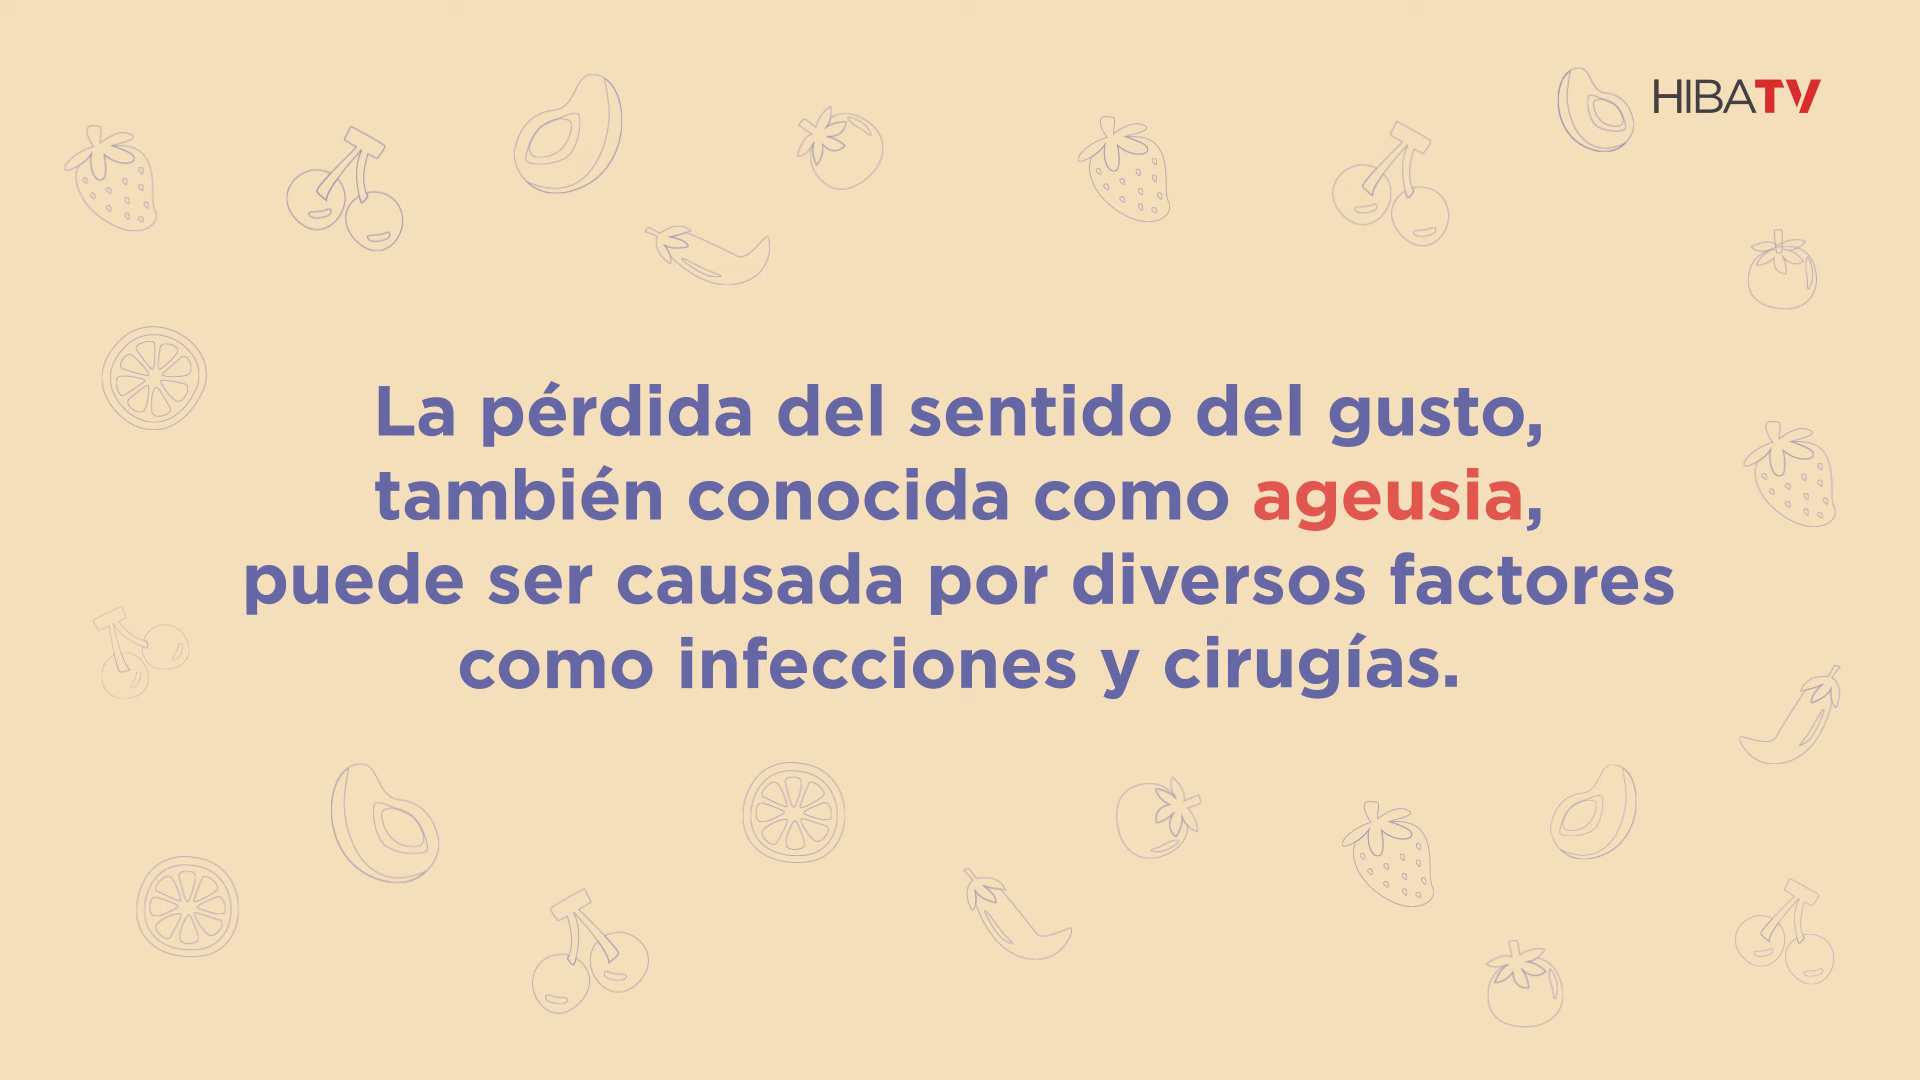 HIBATV
La pérdida del sentido del gusto,
también conocida como ageusia,
puede ser causada por diversos factores
como infecciones y cirugías.